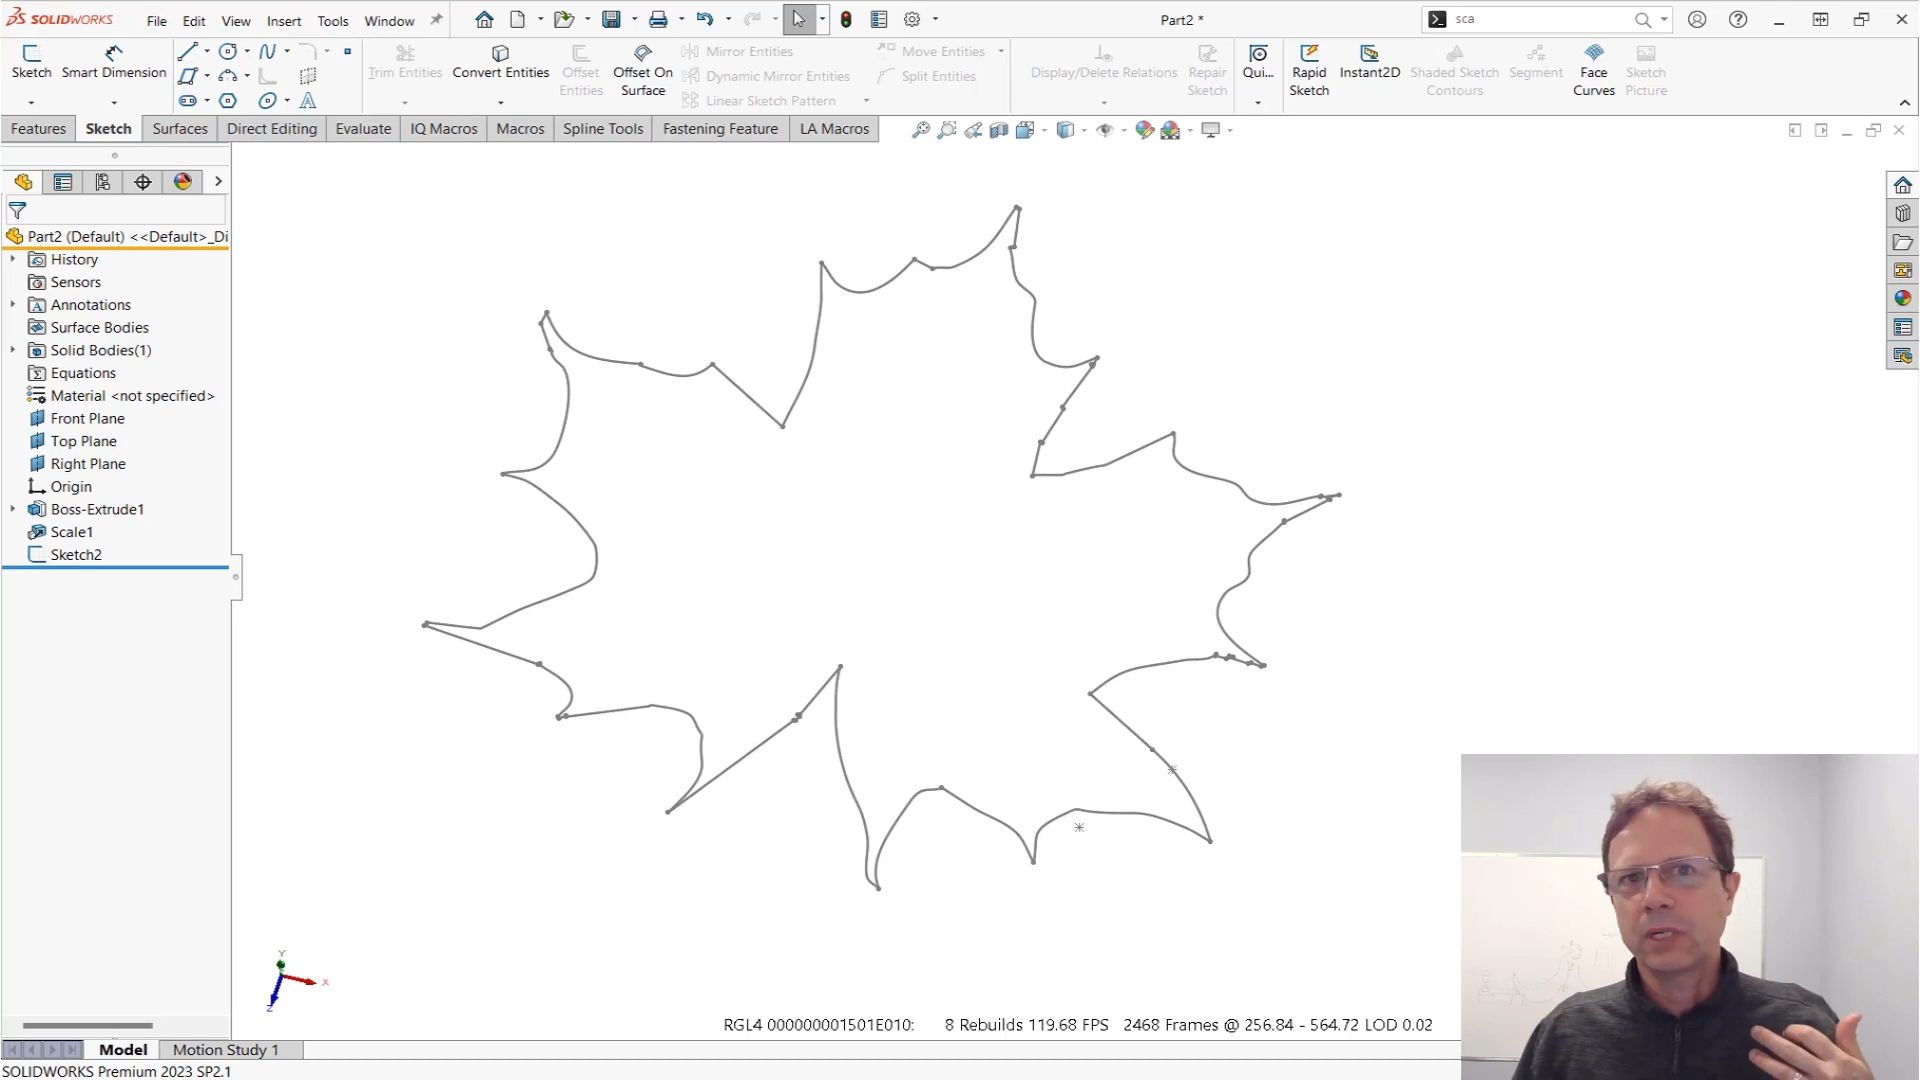 SOLIDWORKS File Edit View Insert Tools Window Part2 * sca
Sketch Smart Dimension Trim Entities Convert Entities Offset Entities Offset On Surface Mirror Entities Dynamic Mirror Entities Linear Sketch Pattern Move Entities Split Entities Display/Delete Relations Repair Sketch Qui... Rapid Sketch Instant2D Shaded Sketch Contours Segment Face Curves Sketch Picture
Features Sketch Surfaces Direct Editing Evaluate IQ Macros Macros Spline Tools Fastening Feature LA Macros
Part2 (Default) <<Default>_Di
History
Sensors
Annotations
Surface Bodies
Solid Bodies(1)
Equations
Material <not specified>
Front Plane
Top Plane
Right Plane
Origin
Boss-Extrude1
Scale1
Sketch2
Y
X
Z
RGL4 000000001501E010: 8 Rebuilds 119.68 FPS 2468 Frames @ 256.84 - 564.72 LOD 0.02
Model Motion Study 1
SOLIDWORKS Premium 2023 SP2.1